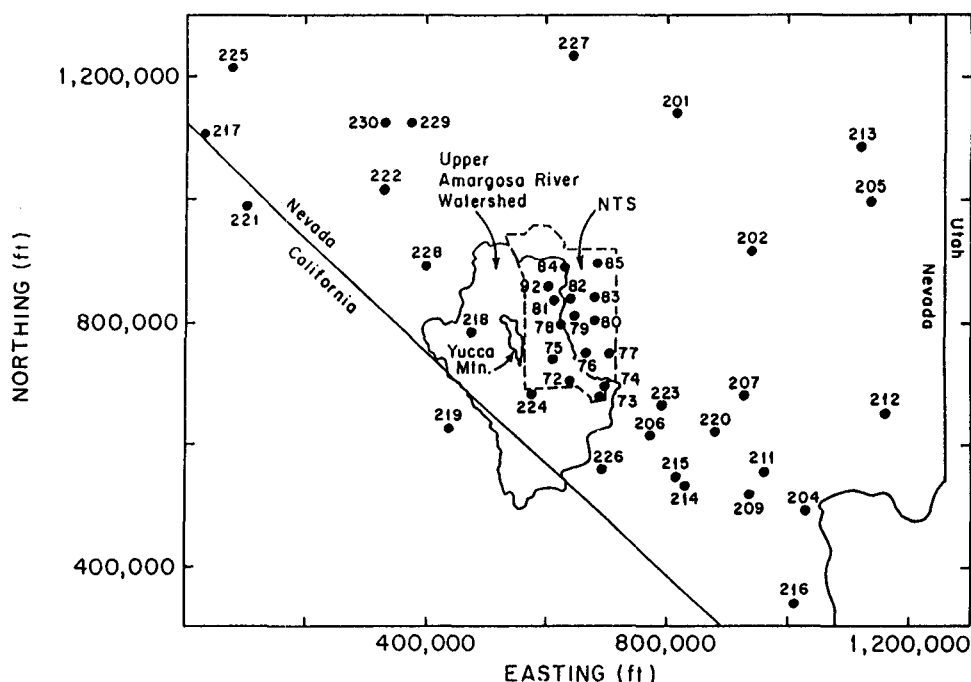 227
225
1,200,000
201
230 229
217
213
222
Upper
Amargosa River
Watershed
NTS
205
221
Nevada
California
202
228
84 85
92 82 83
81
78 79 80
800,000
218
75 76 77
Yucca
Mtn.
72 74
73
224
223
207
212
219
206
220
226
215
214
211
209
204
400,000
216
Utah
Nevada
NORTHING (ft)
400,000 800,000 1,200,000
EASTING (ft)